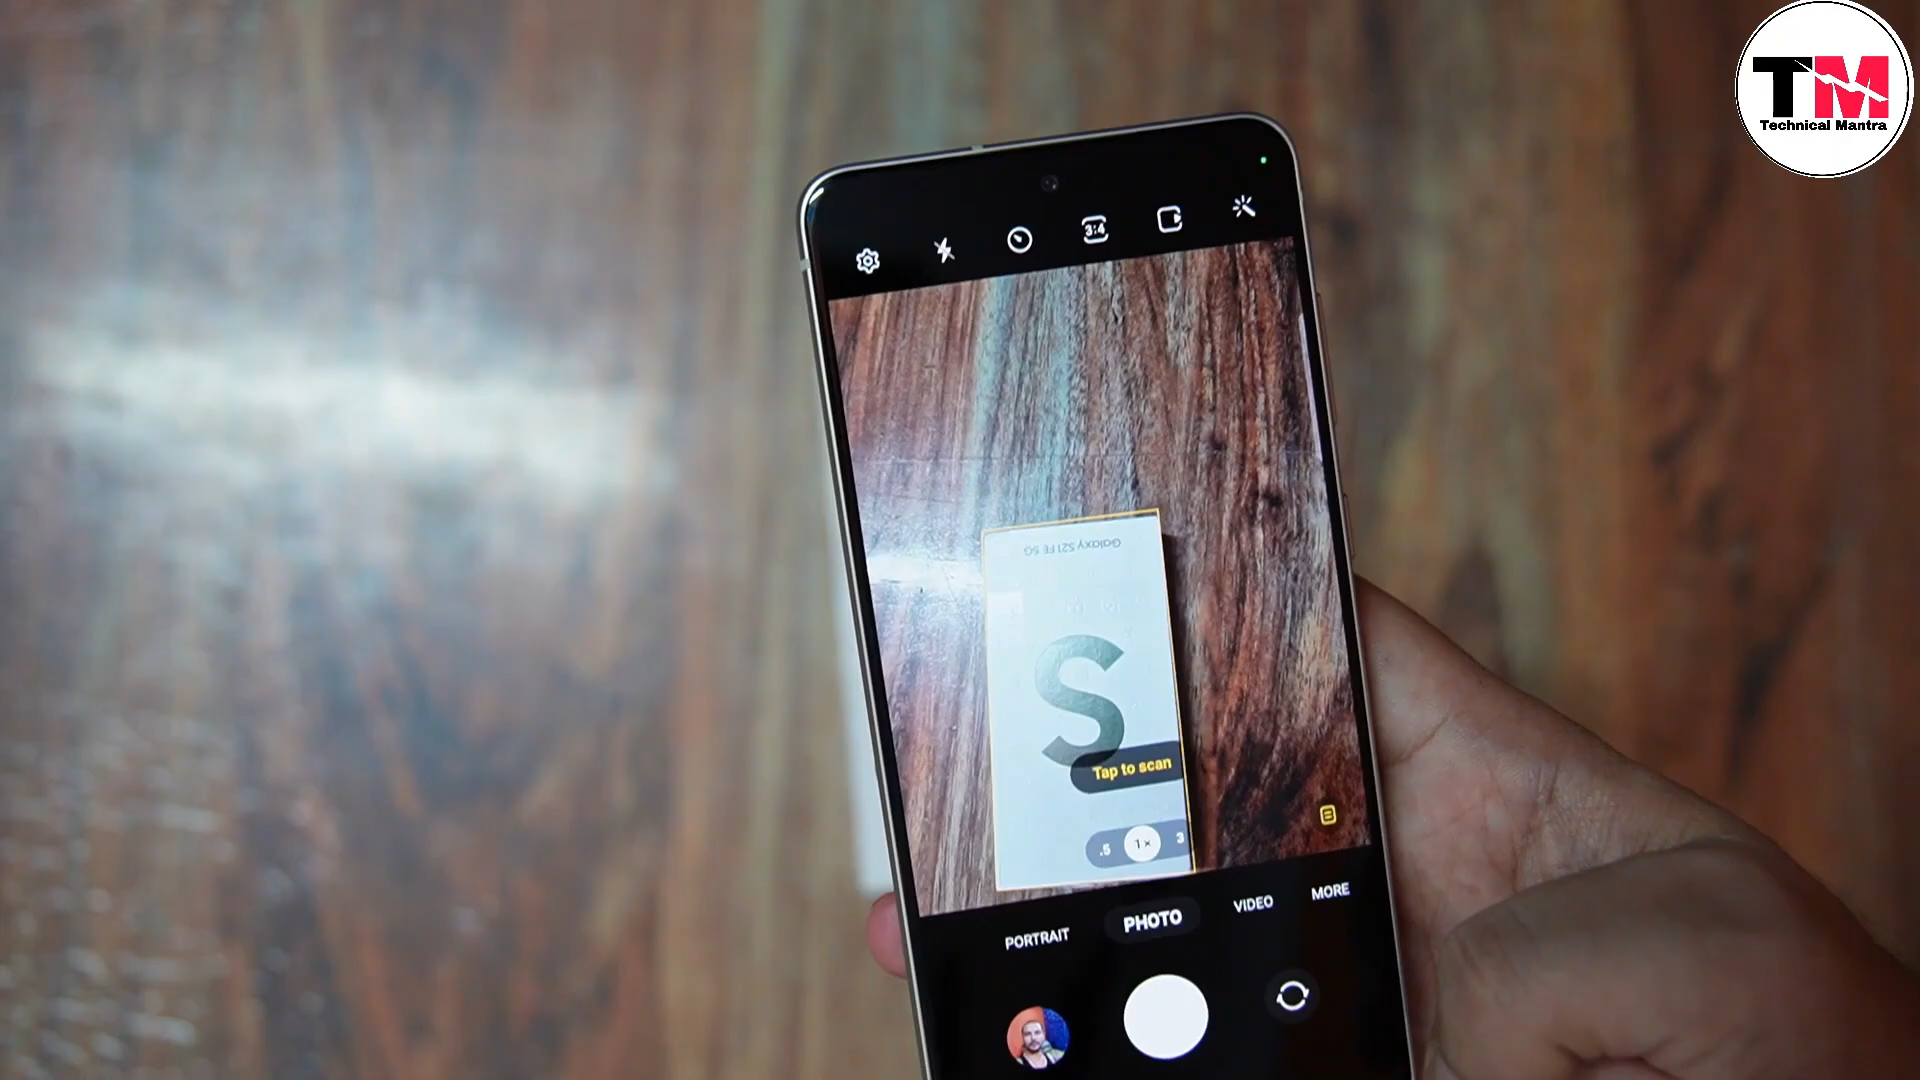 TM
Technical Mantra
3:4
Galaxy S21 FE 5G
S
Tap to scan
.5 1× 3
PORTRAIT PHOTO VIDEO MORE